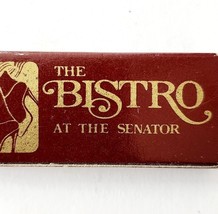 THE
BISTRO
AT THE SENATOR